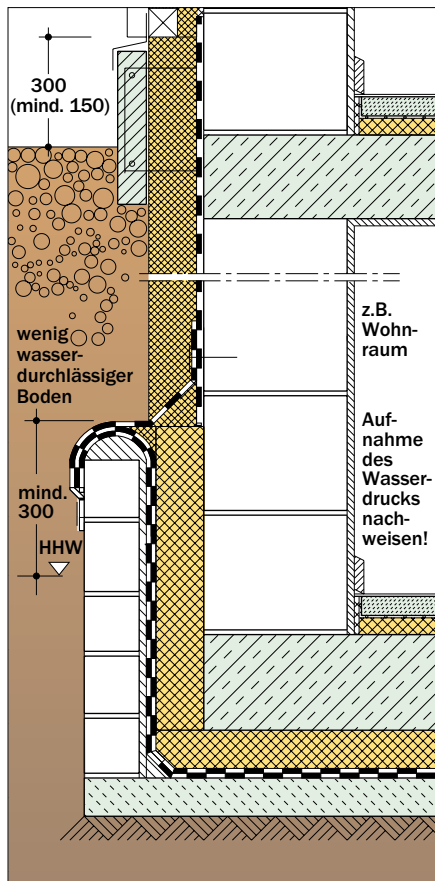 300
(mind. 150)
z.B.
Wohn-
raum
wenig
wasser-
durchlässiger
Boden
Auf-
nahme
des
Wasser-
drucks
nach-
weisen!
mind.
300
HHW